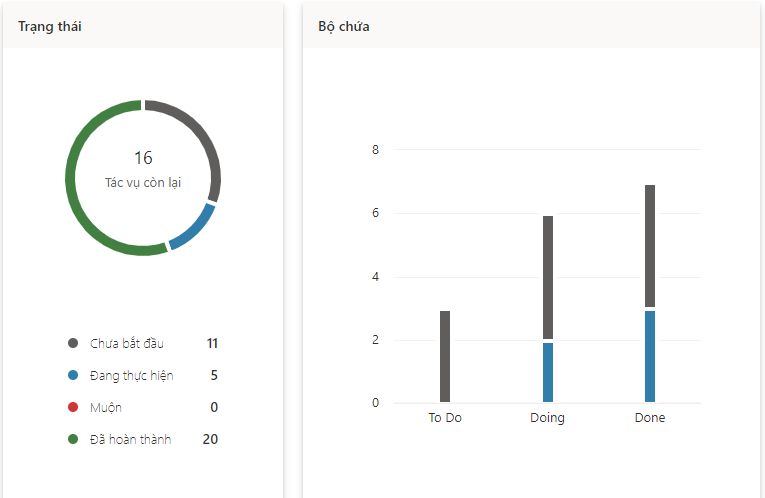 Trạng thái
16
Tác vụ còn lại
Chưa bắt đầu 11
Đang thực hiện 5
Muộn 0
Đã hoàn thành 20
Bộ chứa
8
6
4
2
0
To Do Doing Done